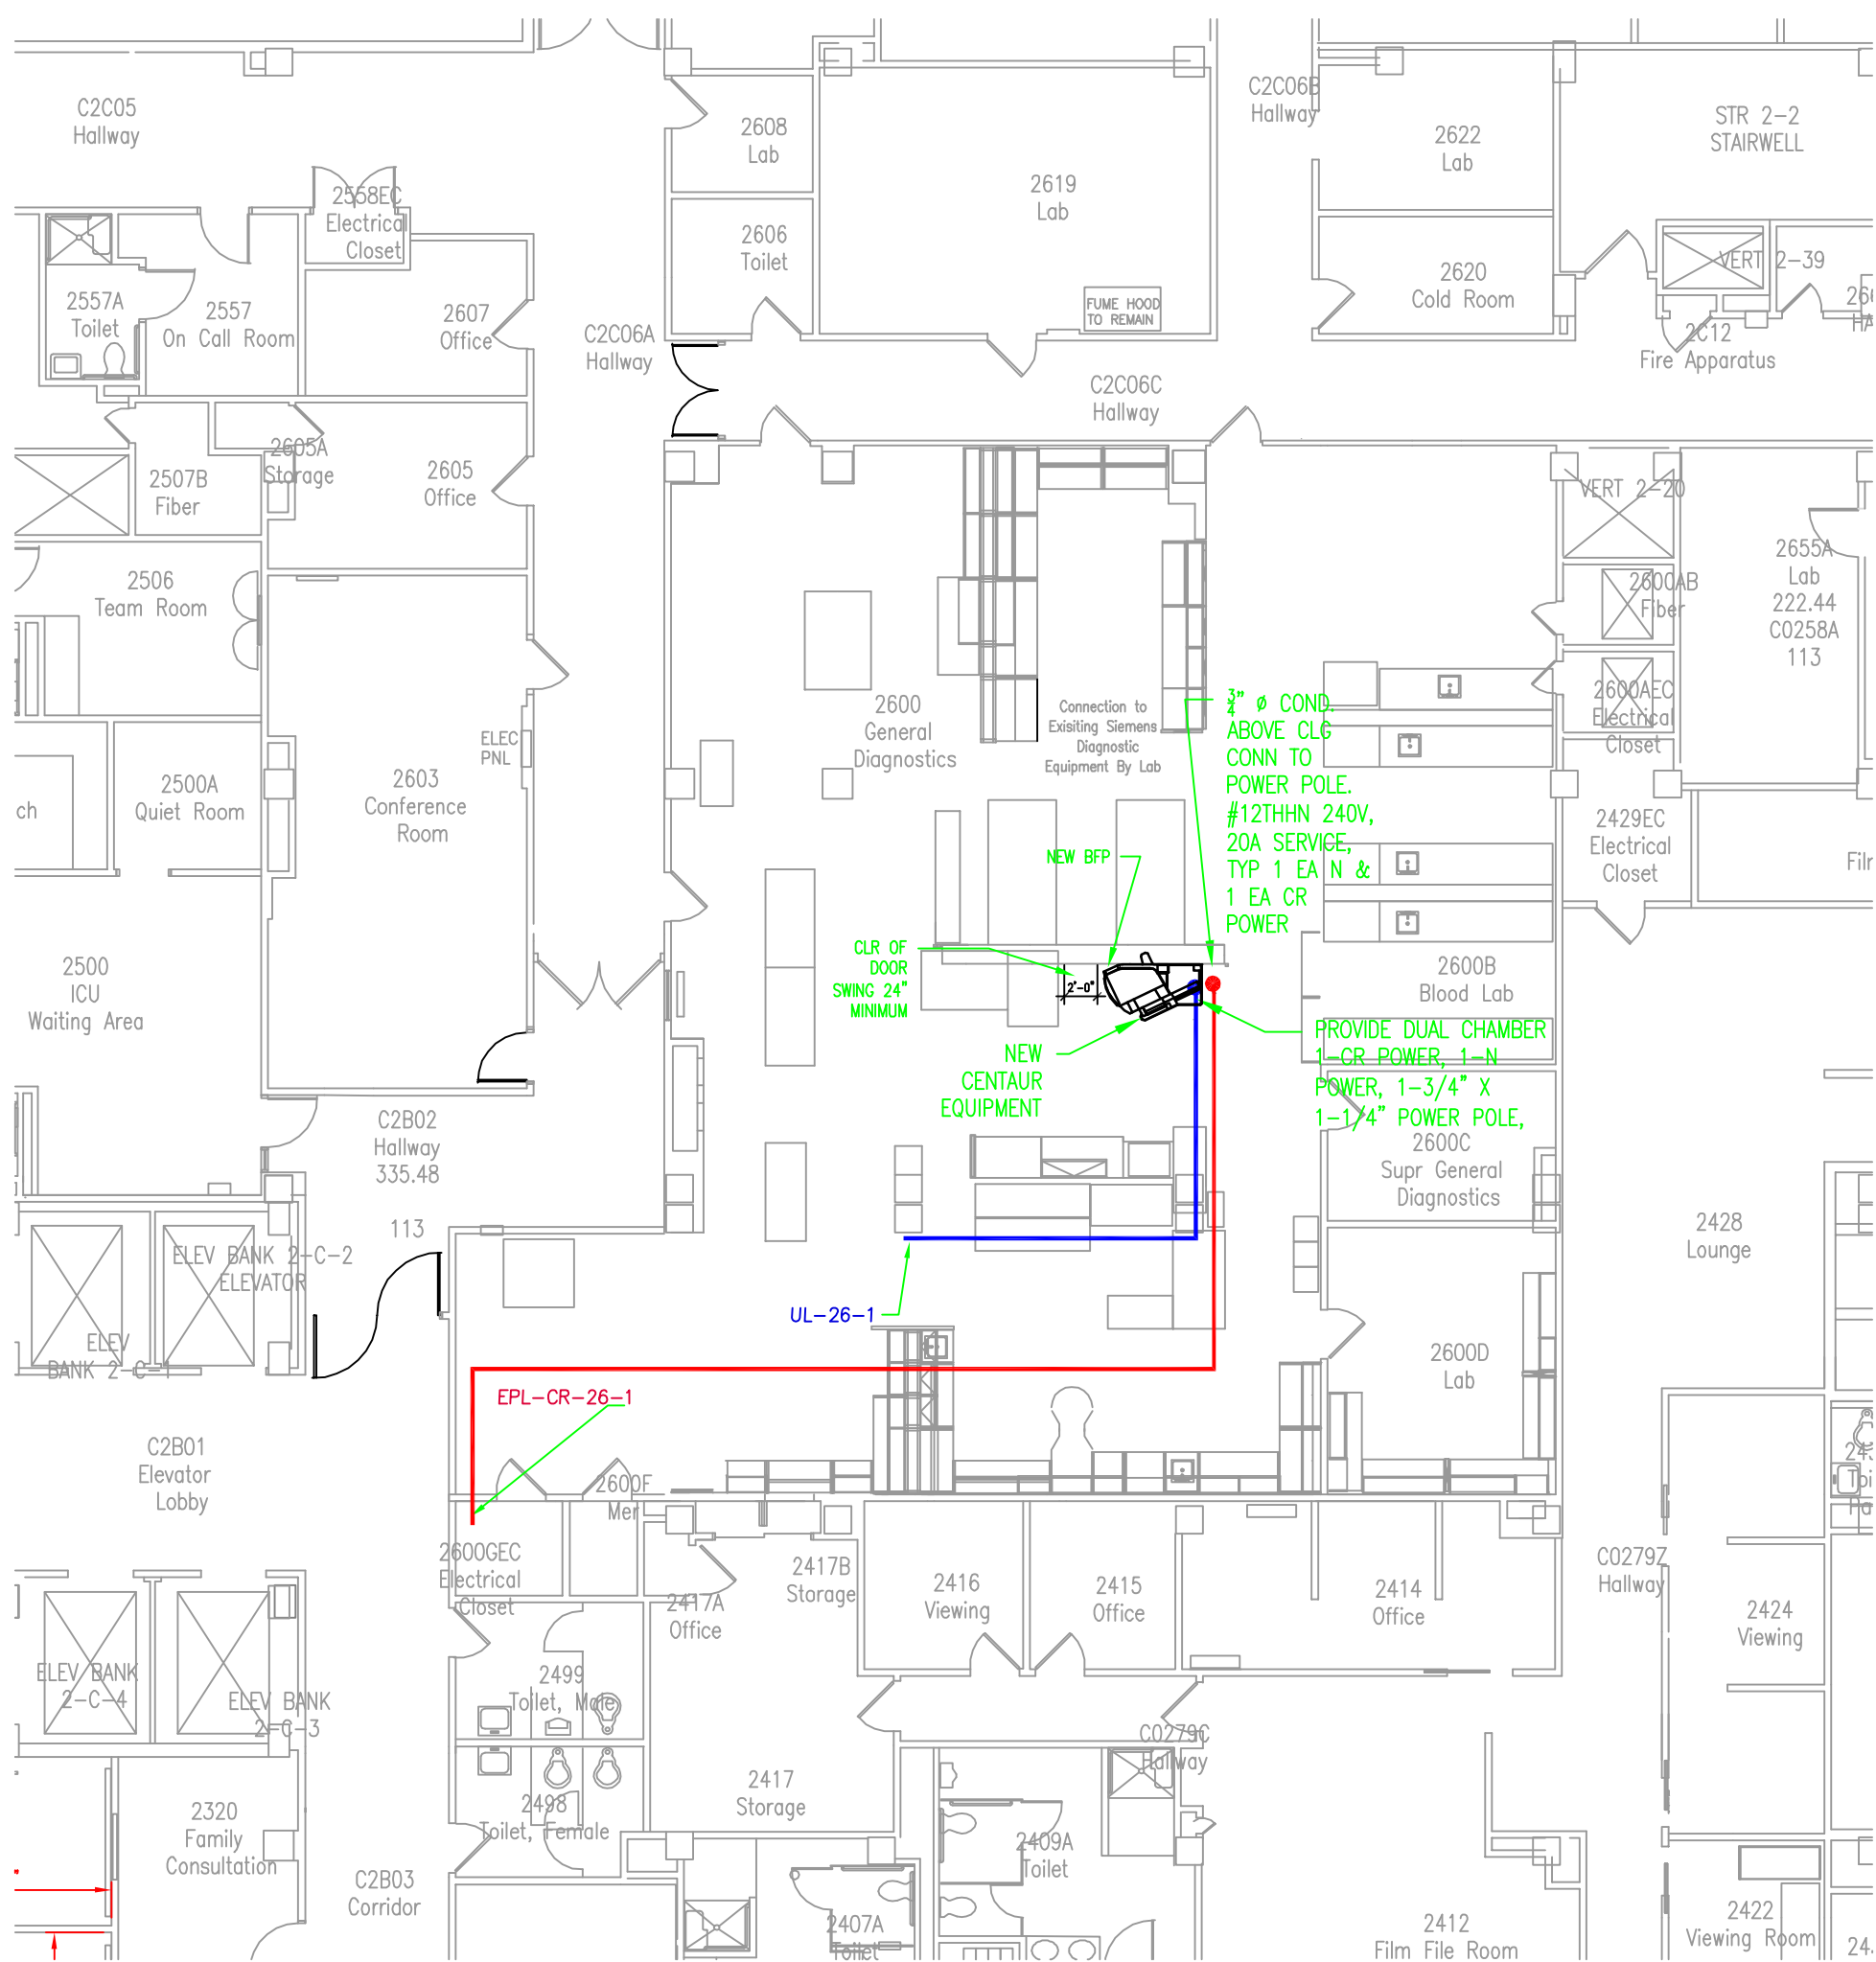 C2C05
Hallway
2558EC
Electrical
Closet
2608
Lab
2606
Toilet
2619
Lab
FUME HOOD
TO REMAIN
C2C06B
Hallway
2622
Lab
STR 2-2
STAIRWELL
2620
Cold Room
VERT 2-39
2C12
Fire Apparatus
2557A
Toilet
2557
On Call Room
2607
Office
C2C06A
Hallway
C2C06C
Hallway
2507B
Fiber
2605A
Storage
2605
Office
VERT 2-20
2655A
Lab
222.44
C0258A
113
2506
Team Room
2600AB
Fiber
2600AEC
Electrical
Closet
2600
General
Diagnostics
Connection to
Exisiting Siemens
Diagnostic
Equipment By Lab
3/4" ø COND.
ABOVE CLG
CONN TO
POWER POLE.
#12THHN 240V,
20A SERVICE,
TYP 1 EA N &
1 EA CR
POWER
ELEC
PNL
2603
Conference
Room
2500A
Quiet Room
ch
2429EC
Electrical
Closet
NEW BFP
CLR OF
DOOR
SWING 24"
MINIMUM
2'-0"
2500
ICU
Waiting Area
2600B
Blood Lab
NEW
CENTAUR
EQUIPMENT
PROVIDE DUAL CHAMBER
1-CR POWER, 1-N
POWER, 1-3/4" X
1-1/4" POWER POLE,
C2B02
Hallway
335.48
113
2600C
Supr General
Diagnostics
2428
Lounge
ELEV BANK 2-C-2
ELEVATOR
ELEV
BANK 2-C-1
UL-26-1
2600D
Lab
EPL-CR-26-1
C2B01
Elevator
Lobby
2600F
Mer
2600GEC
Electrical
Closet
2417A
Office
2417B
Storage
2416
Viewing
2415
Office
2414
Office
C0279Z
Hallway
2424
Viewing
ELEV BANK
2-C-4
ELEV BANK
2-C-3
2499
Toilet, Male
C0279C
Hallway
2320
Family
Consultation
2498
Toilet, Female
2417
Storage
2409A
Toilet
C2B03
Corridor
2407A
Toilet
2412
Film File Room
2422
Viewing Room